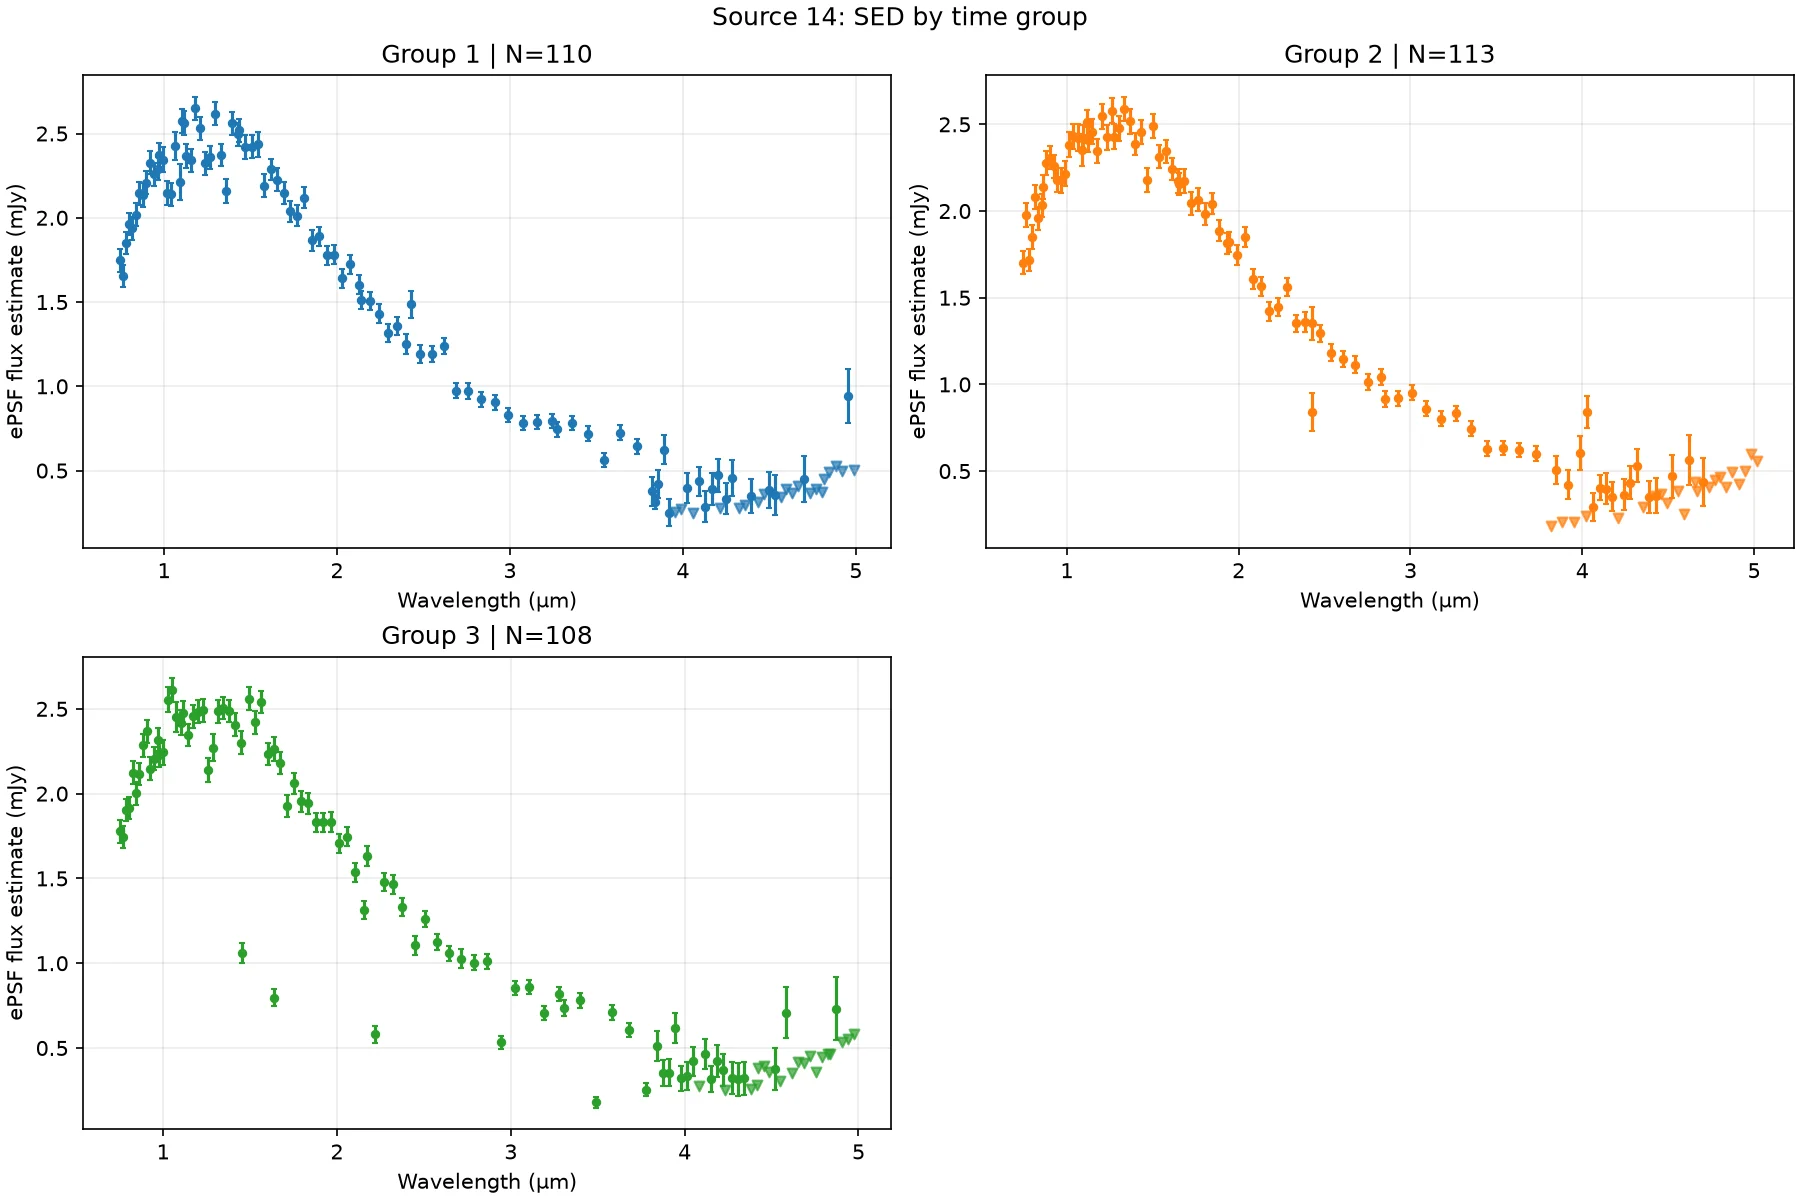 Source 14: SED by time group
Group 1 | N=110
ePSF flux estimate (mJy)
2.5
2.0
1.5
1.0
0.5
1 2 3 4 5
Wavelength (μm)
Group 2 | N=113
ePSF flux estimate (mJy)
2.5
2.0
1.5
1.0
0.5
1 2 3 4 5
Wavelength (μm)
Group 3 | N=108
ePSF flux estimate (mJy)
2.5
2.0
1.5
1.0
0.5
1 2 3 4 5
Wavelength (μm)